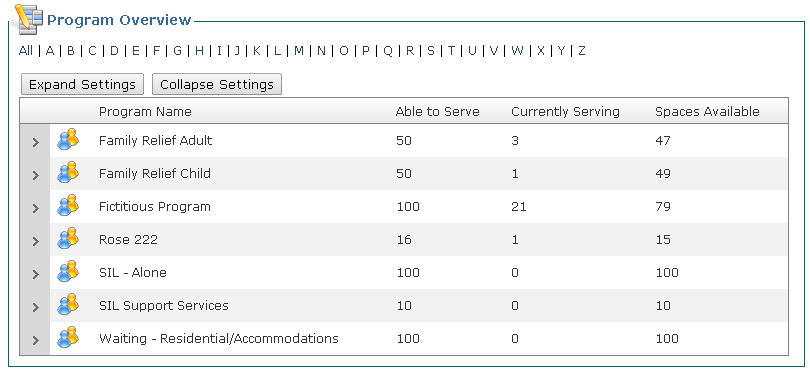 Program Overview
All | A | B | C | D | E | F | G | H | I | J | K | L | M | N | O | P | Q | R | S | T | U | V | W | X | Y | Z
Expand Settings Collapse Settings
Program Name Able to Serve Currently Serving Spaces Available
Family Relief Adult 50 3 47
Family Relief Child 50 1 49
Fictitious Program 100 21 79
Rose 222 16 1 15
SIL - Alone 100 0 100
SIL Support Services 10 0 10
Waiting - Residential/Accommodations 100 0 100